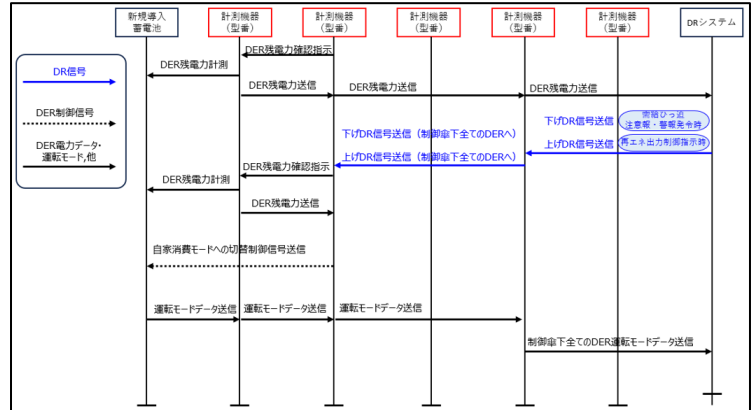 新規導入
蓄電池
計測機器
(型番)
計測機器
(型番)
計測機器
(型番)
計測機器
(型番)
計測機器
(型番)
DRシステム
DR信号
DER制御信号
DER電力データ・
運転モード,他
DER残電力確認指示
DER残電力計測
DER残電力送信
DER残電力送信
DER残電力送信
下げDR信号送信
需給ひっ迫
注意報・警報発令時
下げDR信号送信（制御傘下全てのDERへ）
上げDR信号送信
再エネ出力制御指示時
上げDR信号送信（制御傘下全てのDERへ）
DER残電力確認指示
DER残電力計測
DER残電力送信
自家消費モードへの切替制御信号送信
運転モードデータ送信
運転モードデータ送信
運転モードデータ送信
制御傘下全てのDER運転モードデータ送信